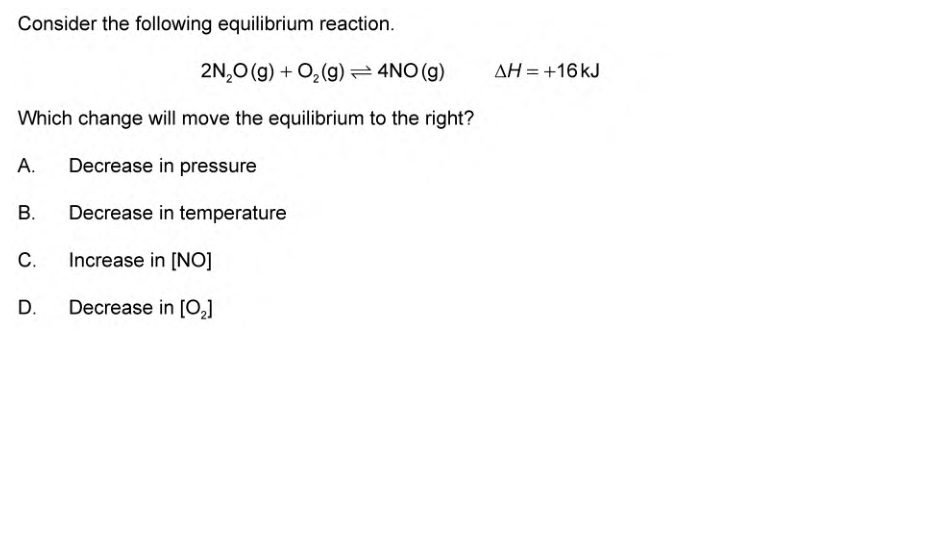 Consider the following equilibrium reaction.
2N₂O(g) + O₂(g) ⇌ 4NO(g) ΔH = +16 kJ
Which change will move the equilibrium to the right?
A. Decrease in pressure
B. Decrease in temperature
C. Increase in [NO]
D. Decrease in [O₂]